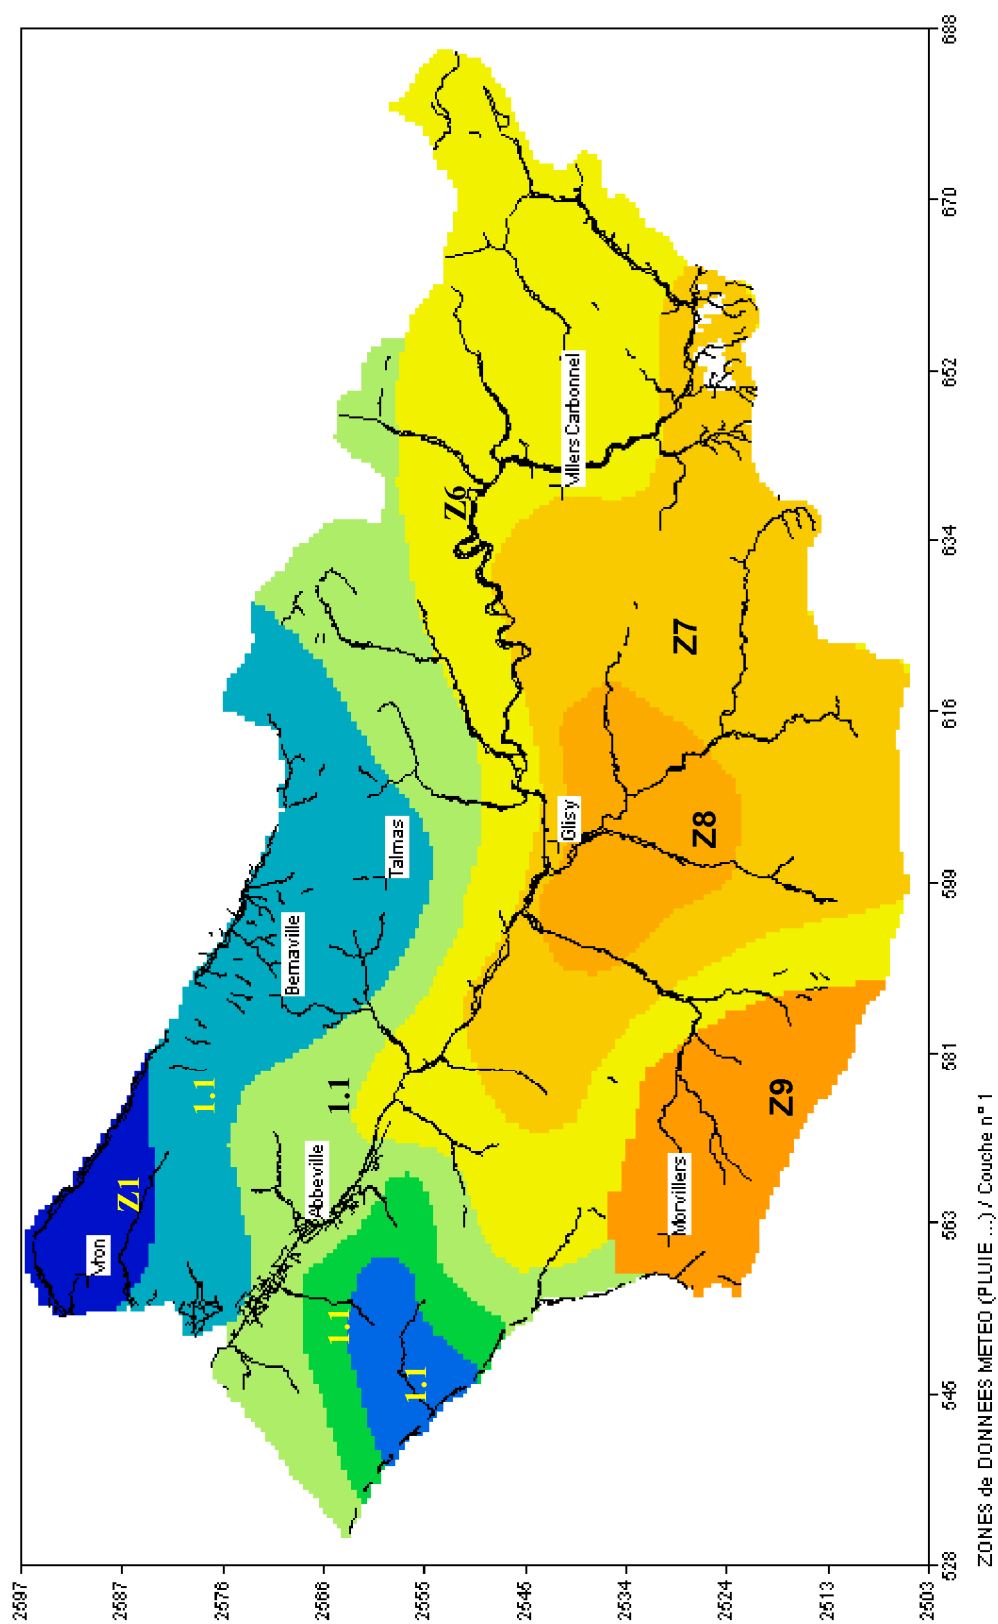 2597
2587
2576
2566
2555
2545
2534
2524
2513
2503
528
545
563
581
599
616
634
652
670
688
Vron
Z1
1.1
Bernaville
Talmas
Abbeville
1.1
1.1
1.1
Z6
Villers Carbonnel
Glisy
Z7
Z8
Z9
Morvillers
ZONES de DONNEES METEO (PLUIE...) / Couche n° 1